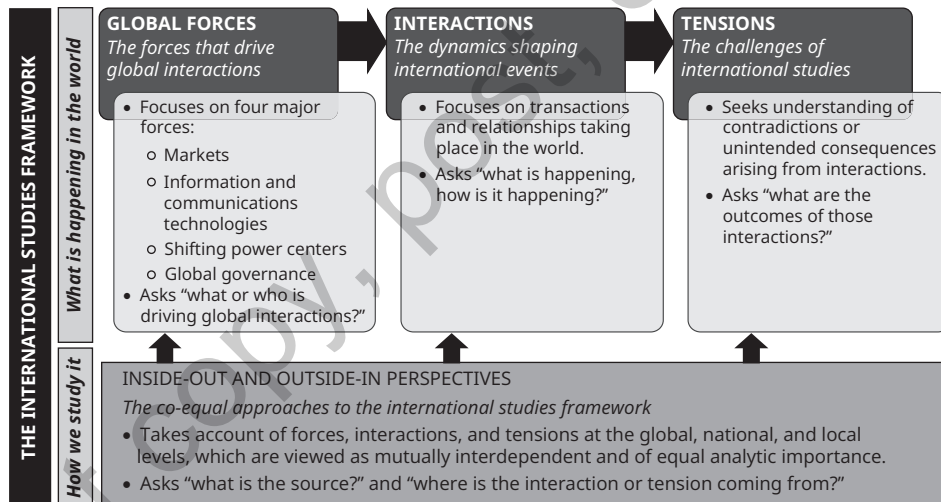 THE INTERNATIONAL STUDIES FRAMEWORK
What is happening in the world
GLOBAL FORCES
The forces that drive
global interactions
• Focuses on four major
forces:
o Markets
o Information and
communications
technologies
o Shifting power centers
o Global governance
• Asks “what or who is
driving global interactions?”
INTERACTIONS
The dynamics shaping
international events
• Focuses on transactions
and relationships taking
place in the world.
• Asks “what is happening,
how is it happening?”
TENSIONS
The challenges of
international studies
• Seeks understanding of
contradictions or
unintended consequences
arising from interactions.
• Asks “what are the
outcomes of those
interactions?”
How we study it
INSIDE-OUT AND OUTSIDE-IN PERSPECTIVES
The co-equal approaches to the international studies framework
• Takes account of forces, interactions, and tensions at the global, national, and local
levels, which are viewed as mutually interdependent and of equal analytic importance.
• Asks “what is the source?” and “where is the interaction or tension coming from?”
copy, post,